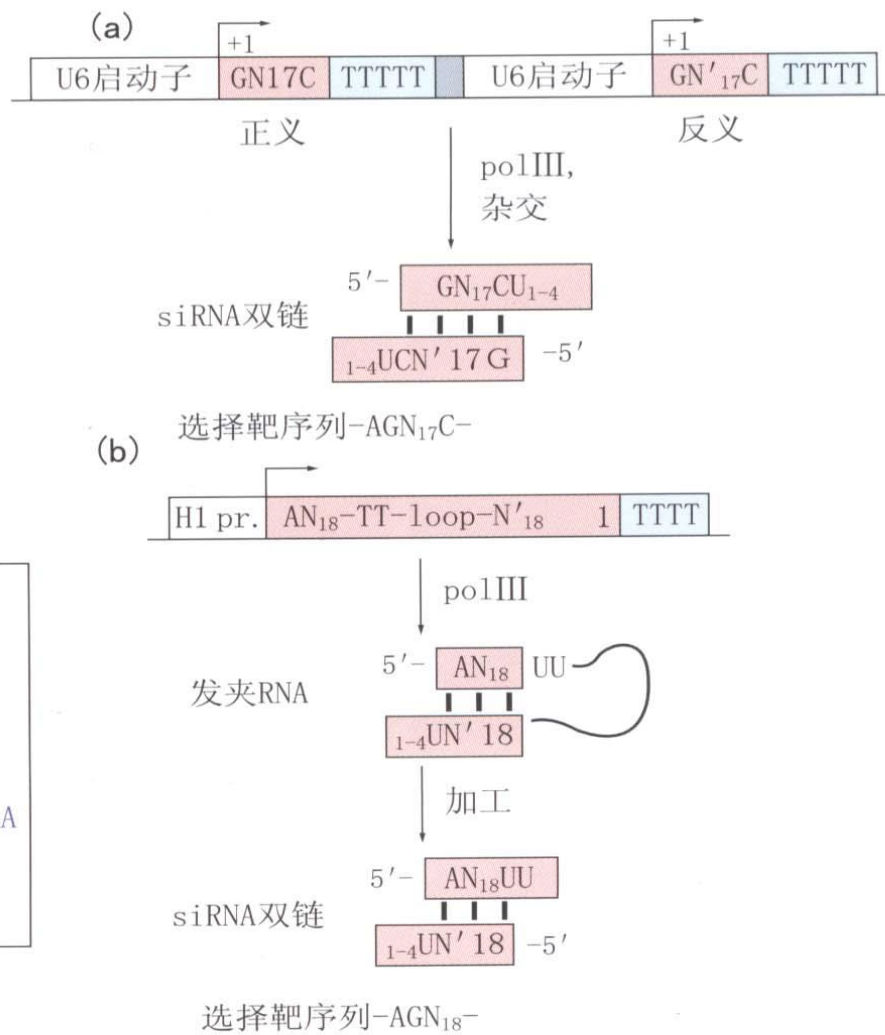 (a)
+1 +1
U6启动子 GN17C TTTTT U6启动子 GN′₁₇C TTTTT
正义 反义
polⅢ,
杂交
5′- GN₁₇CU₁₋₄
siRNA双链
₁₋₄UCN′17G -5′
选择靶序列-AGN₁₇C-
(b)
H1 pr. AN₁₈-TT-loop-N′₁₈ 1 TTTT
polⅢ
5′- AN₁₈ UU
发夹RNA
₁₋₄UN′18
加工
A
5′- AN₁₈UU
siRNA双链
₁₋₄UN′18 -5′
选择靶序列-AGN₁₈-